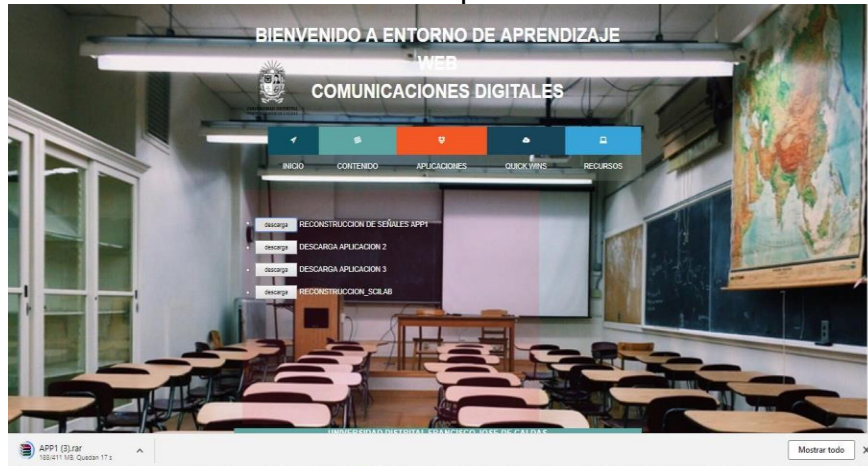 BIENVENIDO A ENTORNO DE APRENDIZAJE
WEB
COMUNICACIONES DIGITALES
UNIVERSIDAD DISTRITAL
INICIO
CONTENIDO
APLICACIONES
QUICK WINS
RECURSOS
descarga RECONSTRUCCION DE SEÑALES APP1
descarga DESCARGA APLICACION 2
descarga DESCARGA APLICACION 3
descarga RECONSTRUCCION_SCILAB
UNIVERSIDAD DISTRITAL FRANCISCO JOSE DE CALDAS
APP1 (3).rar
Mostrar todo